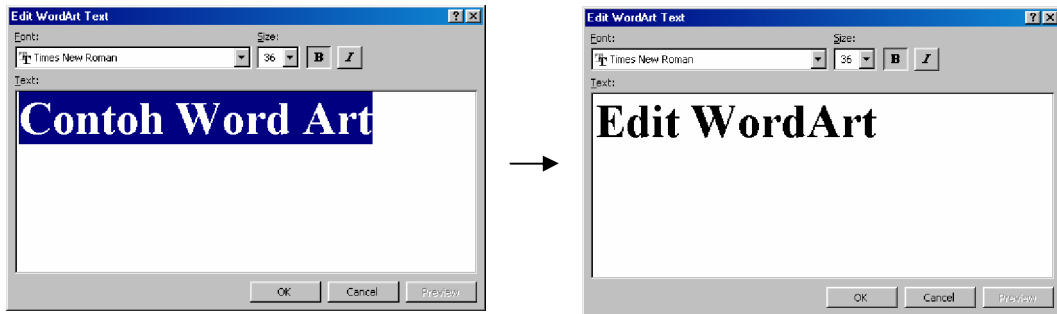 Edit WordArt Text
Font:
Size:
Times New Roman
36
B
I
Text:
Contoh Word Art
OK
Cancel
Preview
Edit WordArt Text
Font:
Size:
Times New Roman
36
B
I
Text:
Edit WordArt
OK
Cancel
Preview